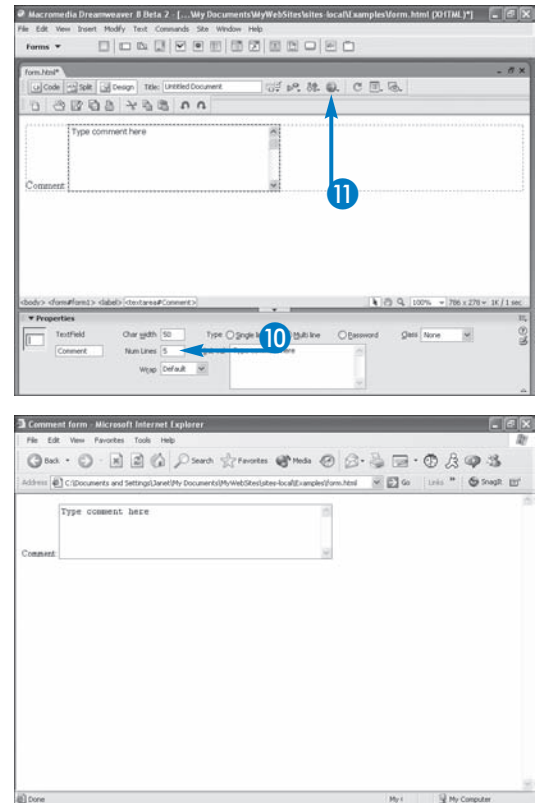 Macromedia Dreamweaver 8 Beta 2 - [...\My Documents\MyWebSites\sites-local\Examples\form.html (XHTML)*]
File Edit View Insert Modify Text Commands Site Window Help
Forms
form.html*
Code Split Design Title: Untitled Document
Type comment here
Comment
11
<body> <form#form1> <label> <textarea#Comment> 100% 786 x 278 1K / 1 sec
Properties
TextField Char width 50 Type Single Multi line Password Class None
Comment Num Lines 5 10 Type comment here
Wrap Default
Comment form - Microsoft Internet Explorer
File Edit View Favorites Tools Help
Back Search Favorites Media
Address C:\Documents and Settings\Janet\My Documents\MyWebSites\sites-local\Examples\form.html Go Links SnagIt
Type comment here
Comment
Done My Computer